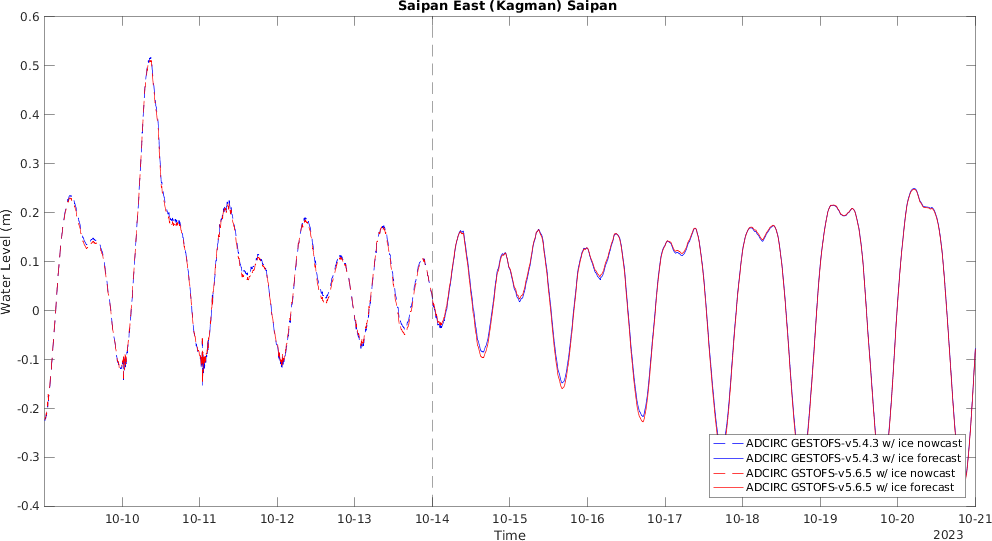 Saipan East (Kagman) Saipan
Water Level (m)
0.6
0.5
0.4
0.3
0.2
0.1
0
-0.1
-0.2
-0.3
-0.4
ADCIRC GESTOFS-v5.4.3 w/ ice nowcast
ADCIRC GESTOFS-v5.4.3 w/ ice forecast
ADCIRC GSTOFS-v5.6.5 w/ ice nowcast
ADCIRC GSTOFS-v5.6.5 w/ ice forecast
10-10 10-11 10-12 10-13 10-14 10-15 10-16 10-17 10-18 10-19 10-20 10-21
Time
2023